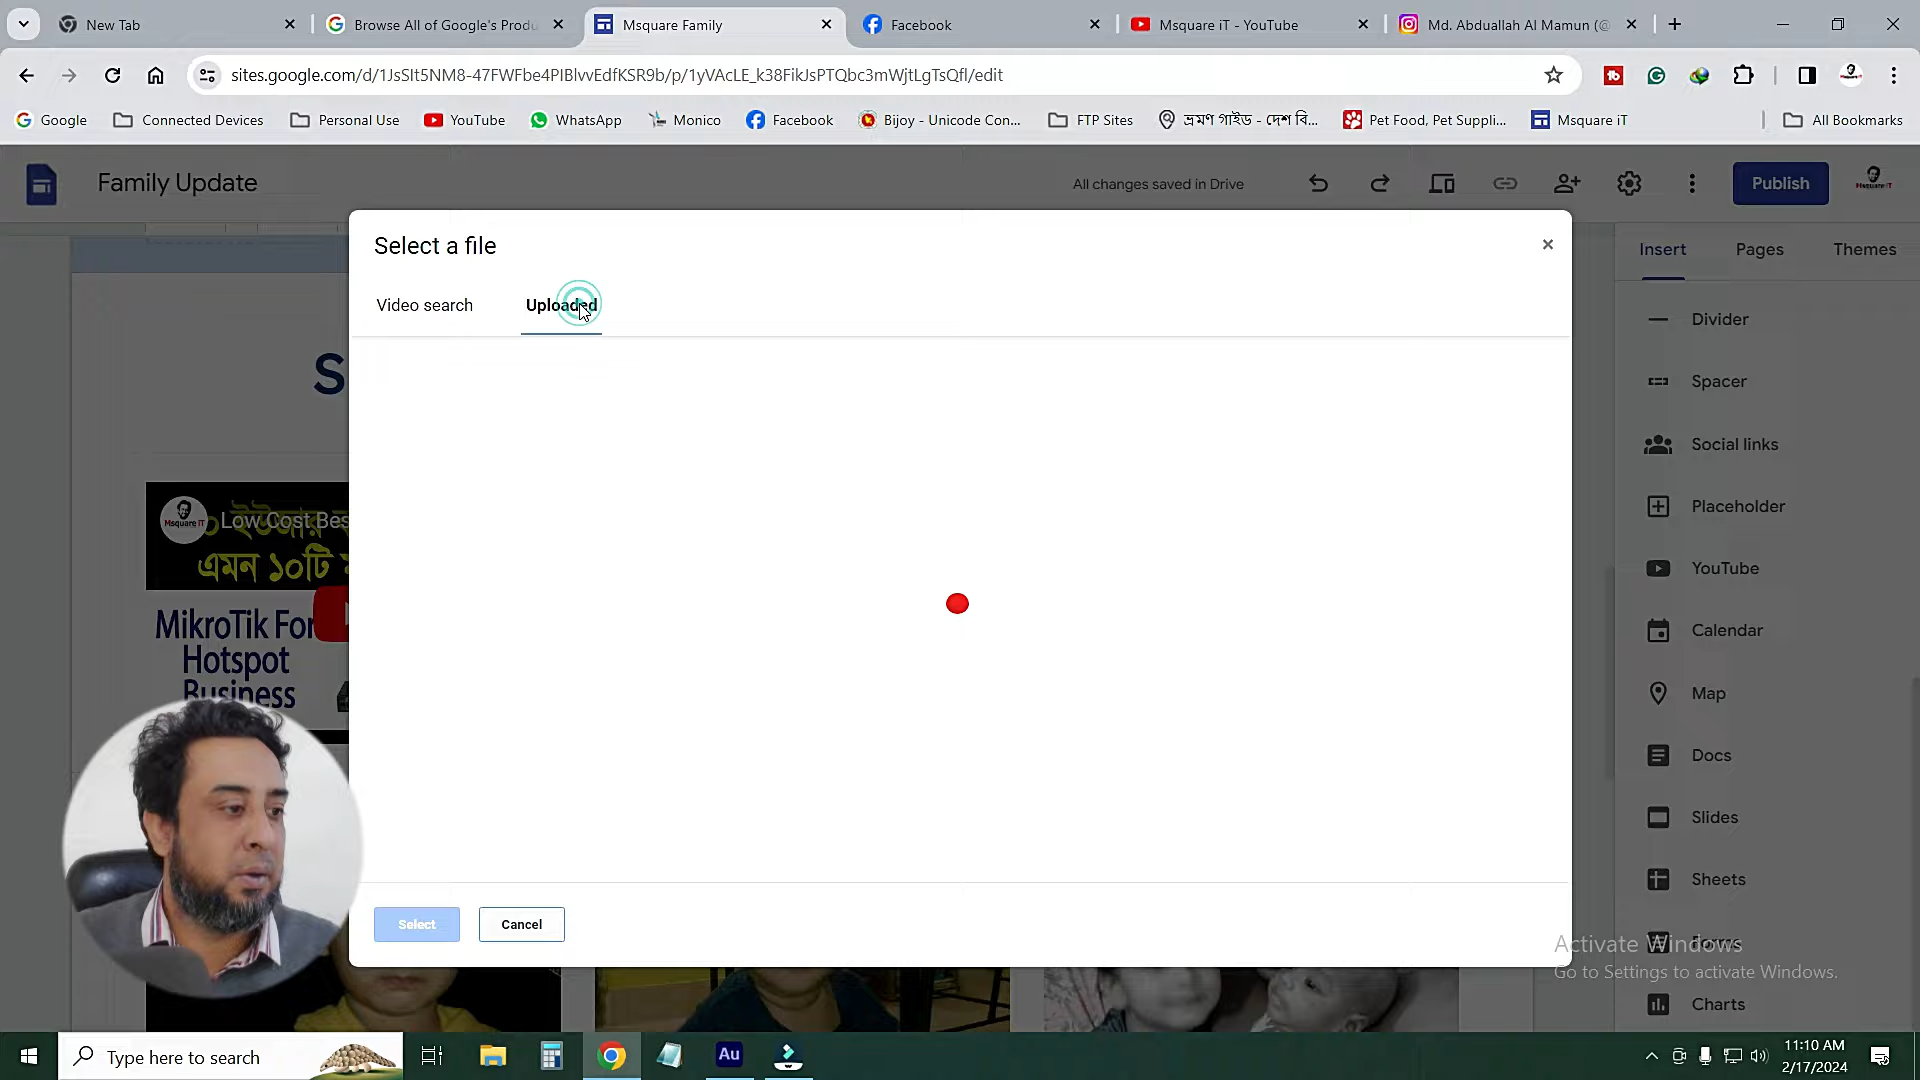 New Tab
Browse All of Google's Produ
Msquare Family
Facebook
Msquare iT - YouTube
Md. Abduallah Al Mamun (@
sites.google.com/d/1JsSIt5NM8-47FWFbe4PIBlvvEdfKSR9b/p/1yVAcLE_k38FikJsPTQbc3mWjtLgTsQfl/edit
Google
Connected Devices
Personal Use
YouTube
WhatsApp
Monico
Facebook
Bijoy - Unicode Con...
FTP Sites
ভ্রমণ গাইড - দেশ বি...
Pet Food, Pet Suppli...
Msquare iT
All Bookmarks
Family Update
All changes saved in Drive
Publish
Select a file
Video search
Uploaded
Insert
Pages
Themes
Divider
Spacer
Social links
Placeholder
YouTube
Calendar
Map
Docs
Slides
Sheets
Forms
Charts
S
Msquare iT
Low Cost Bes
এমন ১০টি
MikroTik For
Hotspot
Business
Select
Cancel
Activate Windows
Go to Settings to activate Windows.
Type here to search
Au
11:10 AM
2/17/2024